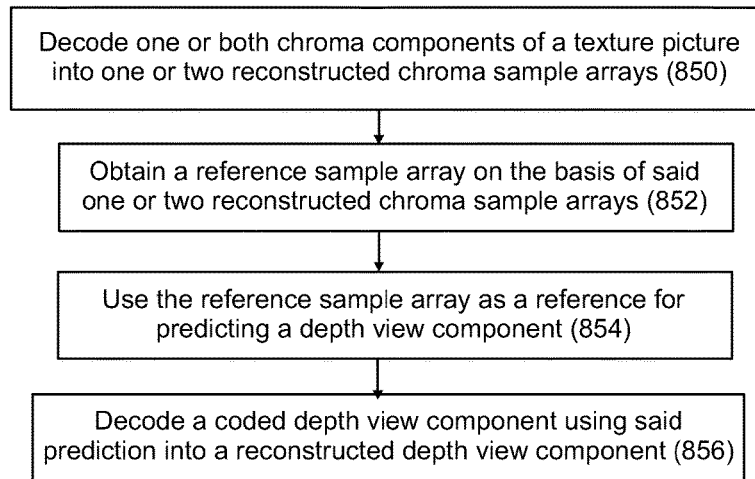 Decode one or both chroma components of a texture picture
into one or two reconstructed chroma sample arrays (850)
Obtain a reference sample array on the basis of said
one or two reconstructed chroma sample arrays (852)
Use the reference sample array as a reference for
predicting a depth view component (854)
Decode a coded depth view component using said
prediction into a reconstructed depth view component (856)